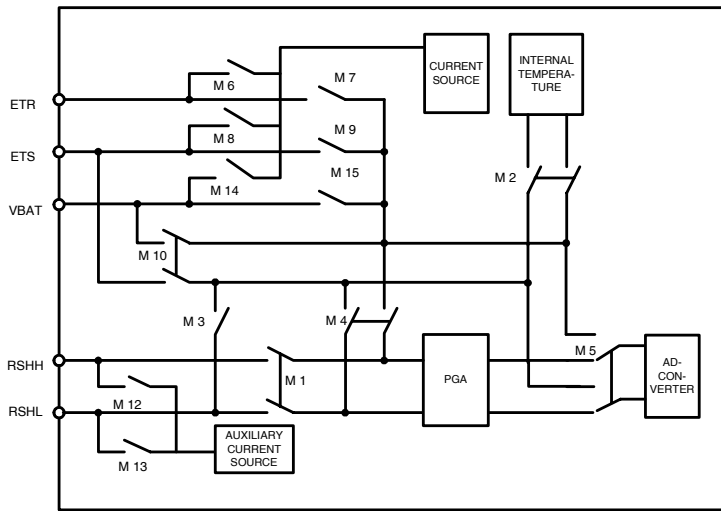 CURRENT
SOURCE
INTERNAL
TEMPERA-
TURE
M 6
M 7
ETR
M 8
M 9
ETS
M 14
M 15
M 2
VBAT
M 10
M 3
M 4
RSHH
M 1
PGA
M 5
AD-
CON-
VERTER
M 12
RSHL
M 13
AUXILIARY
CURRENT
SOURCE